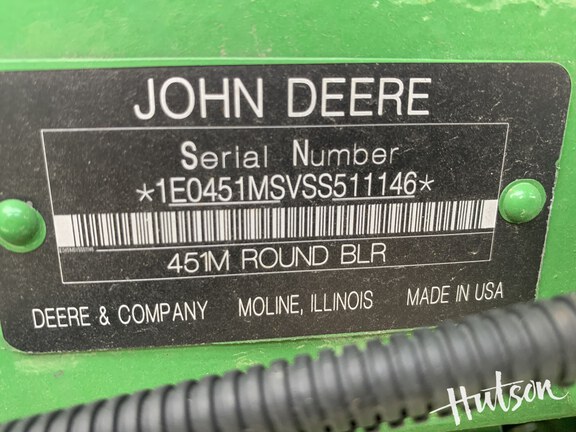 JOHN DEERE
Serial Number
*1E0451MSVSS511146*
451M ROUND BLR
DEERE & COMPANY MOLINE, ILLINOIS MADE IN USA
Hutson